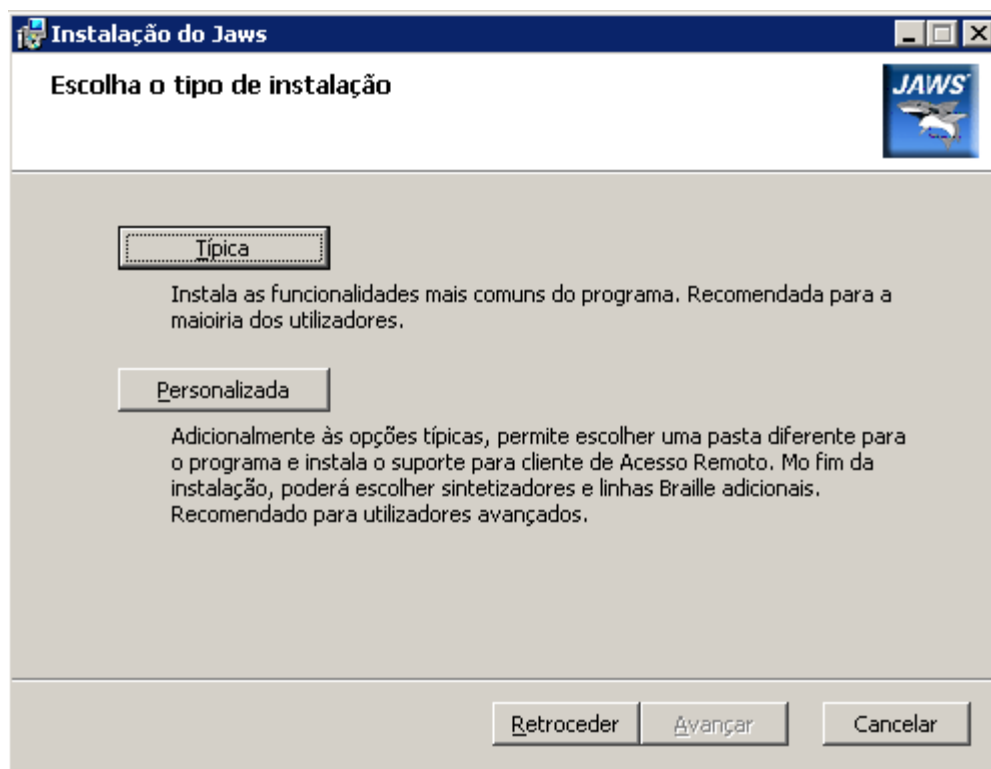 Instalação do Jaws
Escolha o tipo de instalação
JAWS
Típica
Instala as funcionalidades mais comuns do programa. Recomendada para a
maioiria dos utilizadores.
Personalizada
Adicionalmente às opções típicas, permite escolher uma pasta diferente para
o programa e instala o suporte para cliente de Acesso Remoto. Mo fim da
instalação, poderá escolher sintetizadores e linhas Braille adicionais.
Recomendado para utilizadores avançados.
Retroceder
Avançar
Cancelar